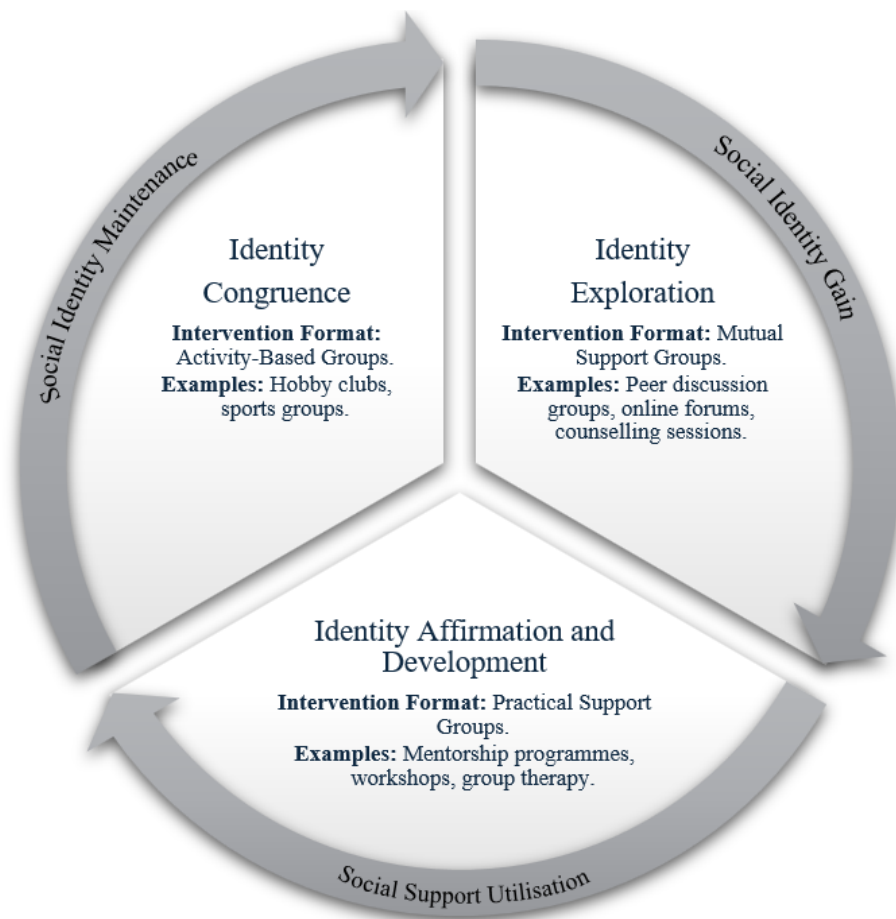 Social Identity Maintenance
Identity
Congruence
Intervention Format:
Activity-Based Groups.
Examples: Hobby clubs,
sports groups.
Social Identity Gain
Identity
Exploration
Intervention Format: Mutual
Support Groups.
Examples: Peer discussion
groups, online forums,
counselling sessions.
Identity Affirmation and
Development
Intervention Format: Practical Support
Groups.
Examples: Mentorship programmes,
workshops, group therapy.
Social Support Utilisation